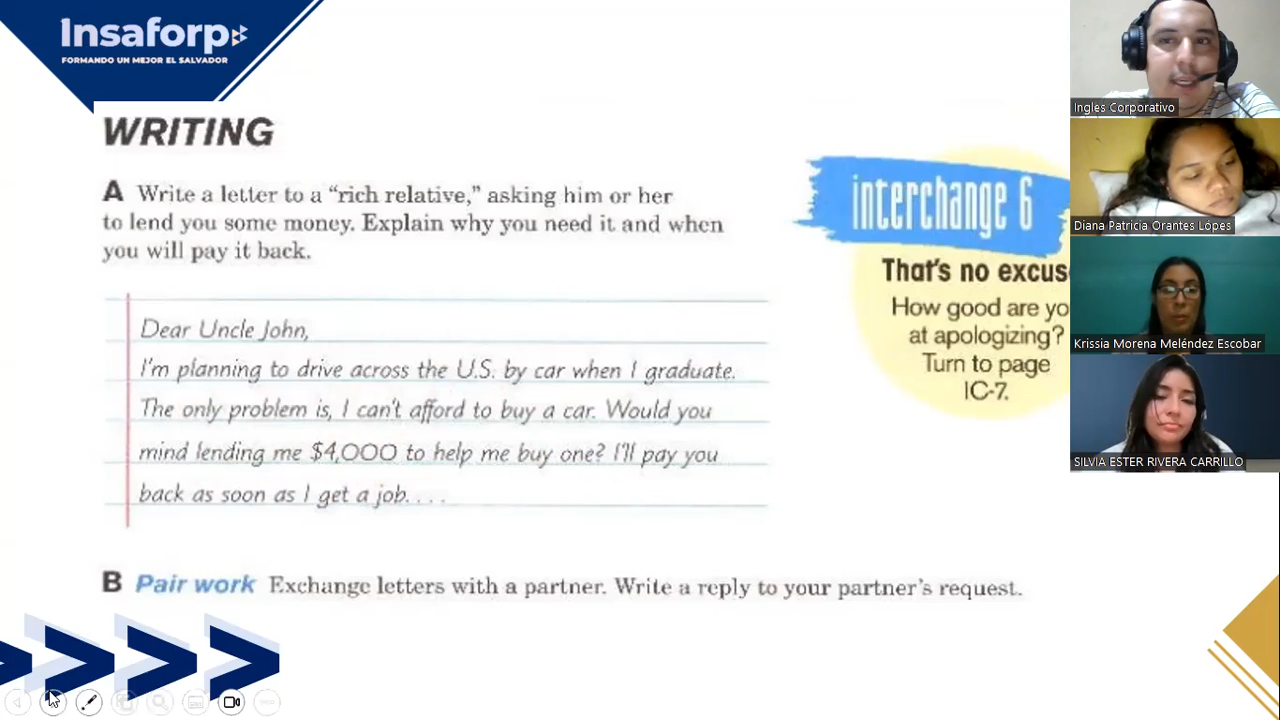 Insaforp
FORMANDO UN MEJOR EL SALVADOR
WRITING
A Write a letter to a “rich relative,” asking him or her
to lend you some money. Explain why you need it and when
you will pay it back.
Dear Uncle John,
I'm planning to drive across the U.S. by car when I graduate.
The only problem is, I can't afford to buy a car. Would you
mind lending me $4,000 to help me buy one? I'll pay you
back as soon as I get a job. . . .
B Pair work Exchange letters with a partner. Write a reply to your partner's request.
interchange 6
That's no excus
How good are yo
at apologizing?
Turn to page
IC-7.
Ingles Corporativo
Diana Patricia Orantes Lópes
Krissia Morena Meléndez Escobar
SILVIA ESTER RIVERA CARRILLO